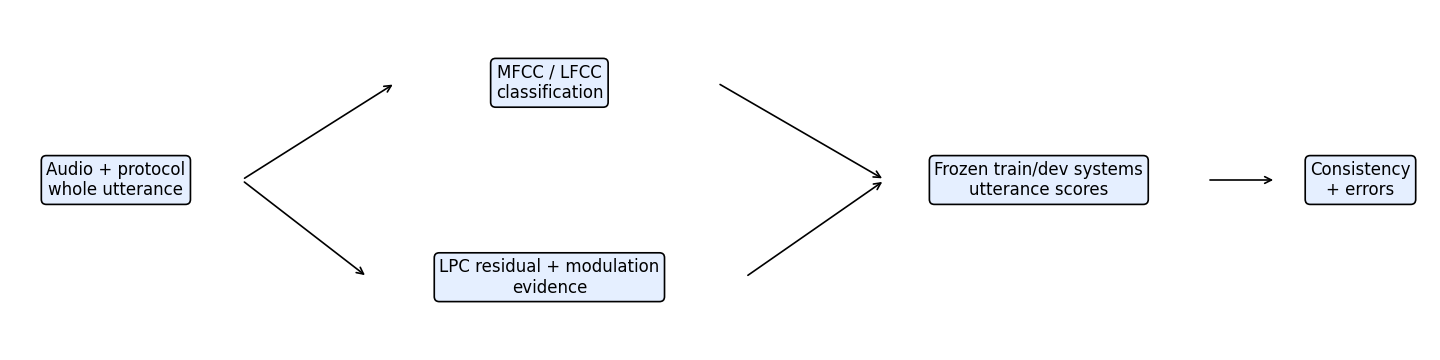 Audio + protocol
whole utterance
MFCC / LFCC
classification
LPC residual + modulation
evidence
Frozen train/dev systems
utterance scores
Consistency
+ errors